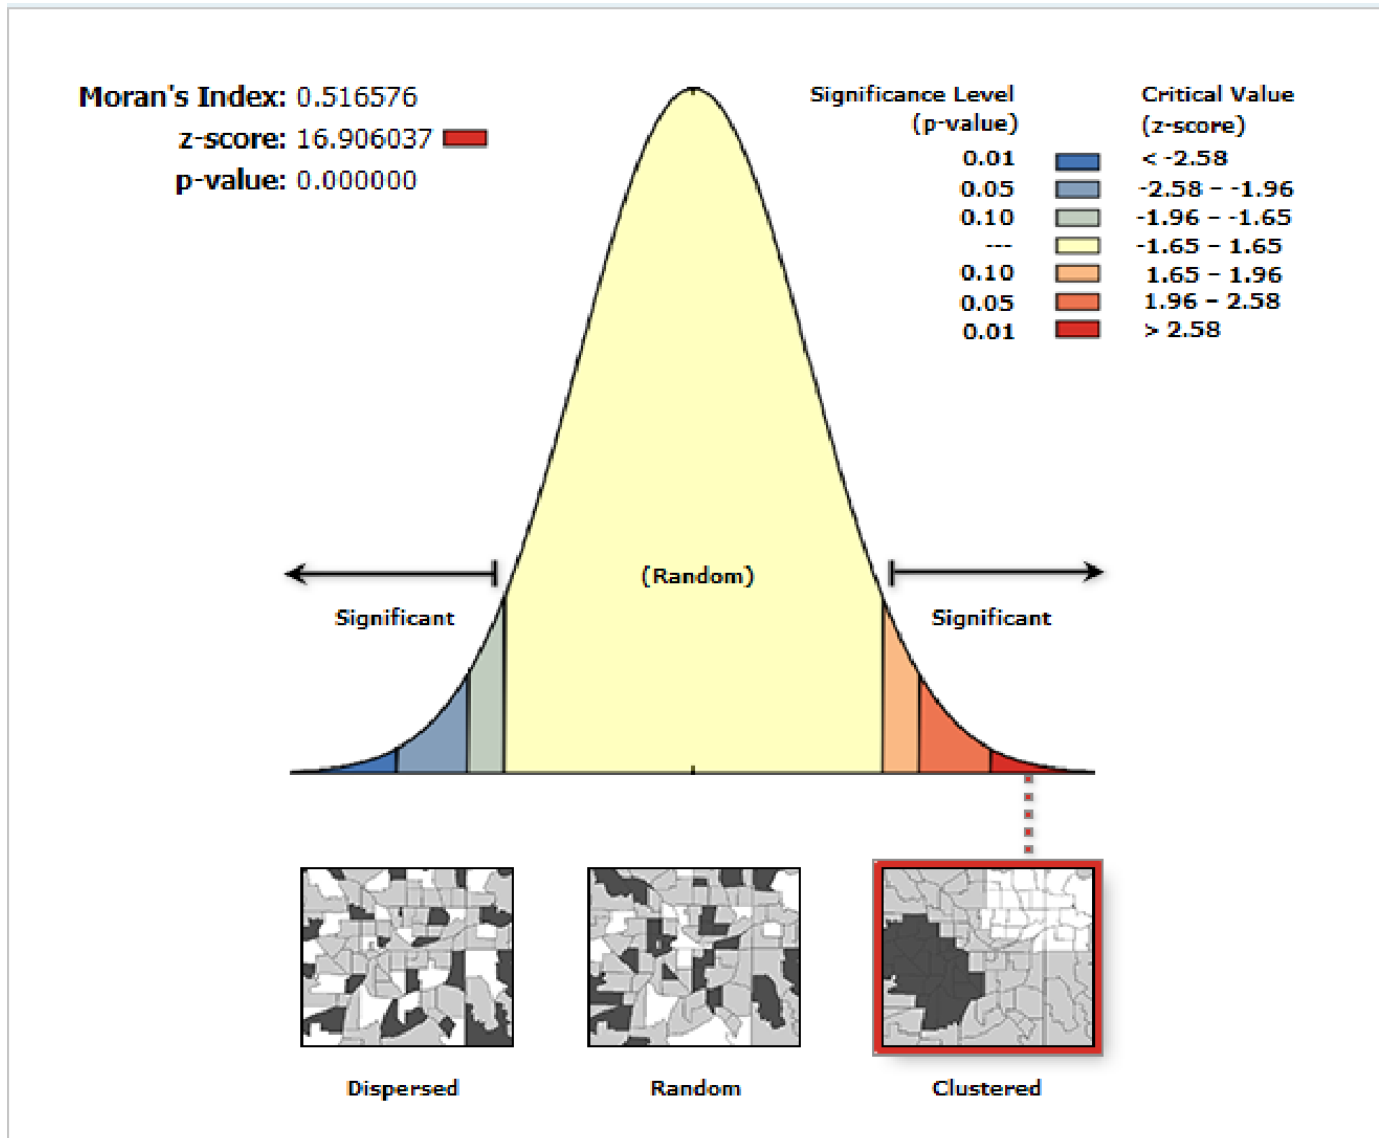 Moran's Index: 0.516576
z-score: 16.906037
p-value: 0.000000
Significance Level
(p-value)
Critical Value
(z-score)
0.01 < -2.58
0.05 -2.58 – -1.96
0.10 -1.96 – -1.65
--- -1.65 – 1.65
0.10 1.65 – 1.96
0.05 1.96 – 2.58
0.01 > 2.58
(Random)
Significant
Significant
Dispersed
Random
Clustered